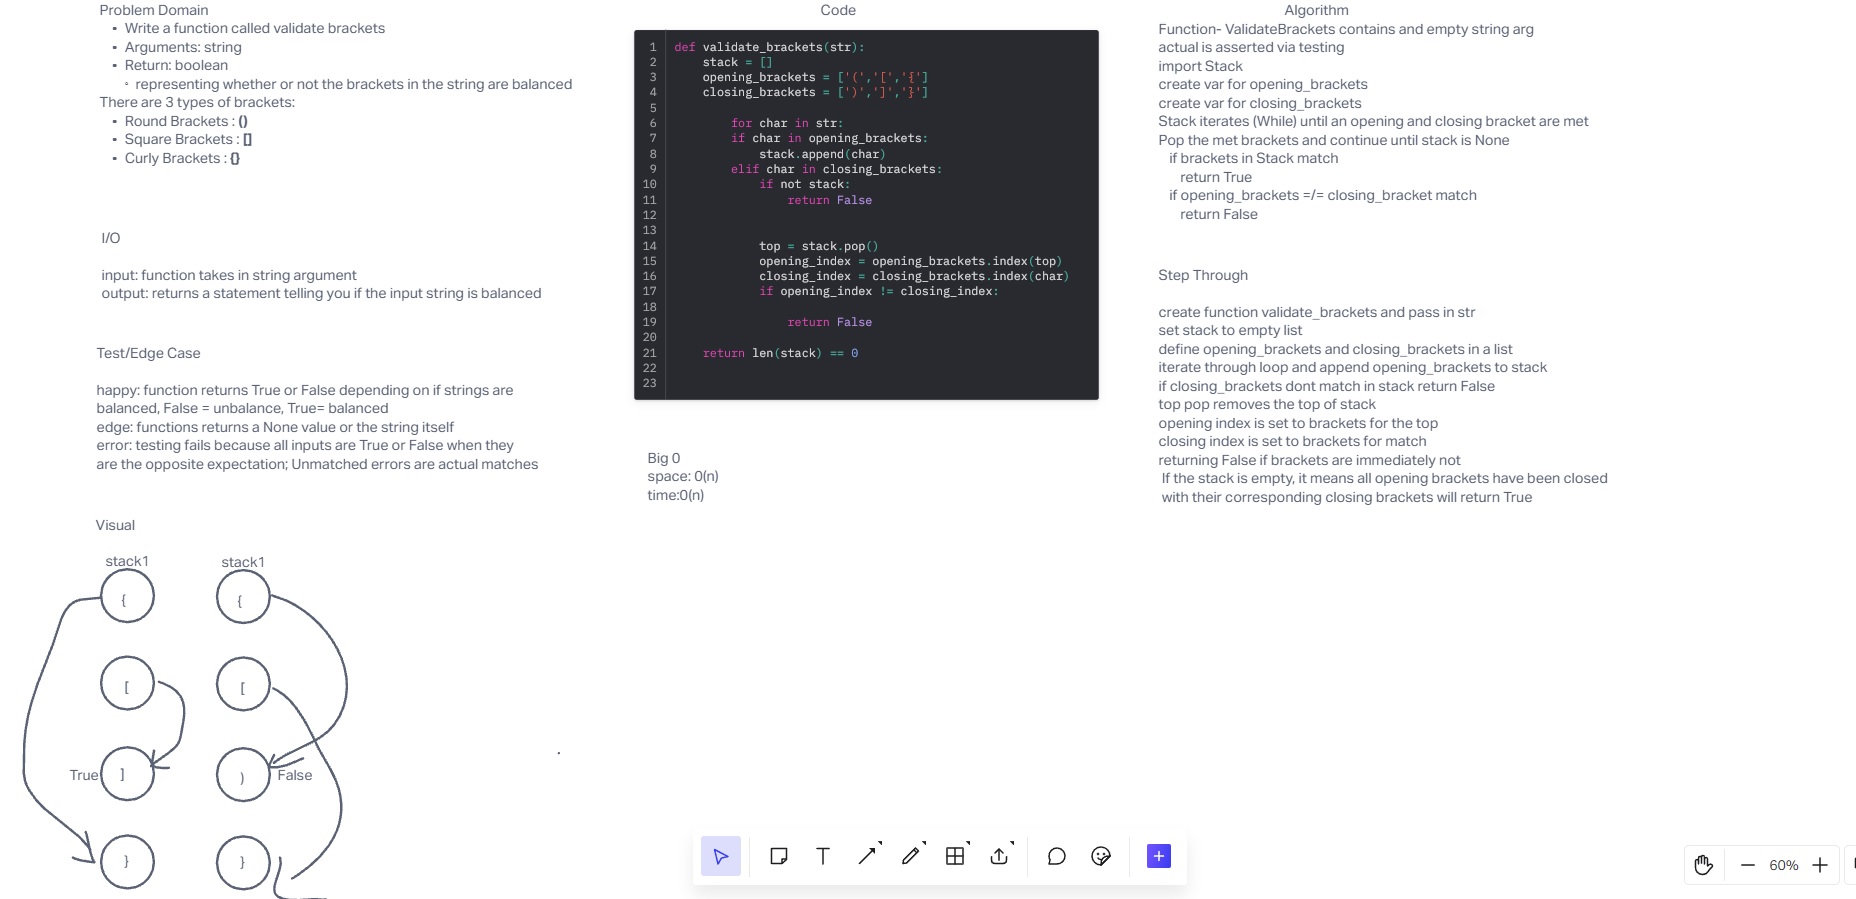 Problem Domain
• Write a function called validate brackets
• Arguments: string
• Return: boolean
◦ representing whether or not the brackets in the string are balanced
There are 3 types of brackets:
• Round Brackets : ()
• Square Brackets : []
• Curly Brackets : {}
I/O
input: function takes in string argument
output: returns a statement telling you if the input string is balanced
Test/Edge Case
happy: function returns True or False depending on if strings are
balanced, False = unbalance, True= balanced
edge: functions returns a None value or the string itself
error: testing fails because all inputs are True or False when they
are the opposite expectation; Unmatched errors are actual matches
Visual
stack1 stack1
{ {
[ [
True ] ) False
} }
Code
1 def validate_brackets(str):
2     stack = []
3     opening_brackets = ['(','[','{']
4     closing_brackets = [')',']','}']
5
6         for char in str:
7         if char in opening_brackets:
8             stack.append(char)
9         elif char in closing_brackets:
10             if not stack:
11                 return False
12
13
14             top = stack.pop()
15             opening_index = opening_brackets.index(top)
16             closing_index = closing_brackets.index(char)
17             if opening_index != closing_index:
18
19                 return False
20
21     return len(stack) == 0
22
23
Big 0
space: 0(n)
time:0(n)
Algorithm
Function- ValidateBrackets contains and empty string arg
actual is asserted via testing
import Stack
create var for opening_brackets
create var for closing_brackets
Stack iterates (While) until an opening and closing bracket are met
Pop the met brackets and continue until stack is None
if brackets in Stack match
return True
if opening_brackets =/= closing_bracket match
return False
Step Through
create function validate_brackets and pass in str
set stack to empty list
define opening_brackets and closing_brackets in a list
iterate through loop and append opening_brackets to stack
if closing_brackets dont match in stack return False
top pop removes the top of stack
opening index is set to brackets for the top
closing index is set to brackets for match
returning False if brackets are immediately not
If the stack is empty, it means all opening brackets have been closed
with their corresponding closing brackets will return True
60%